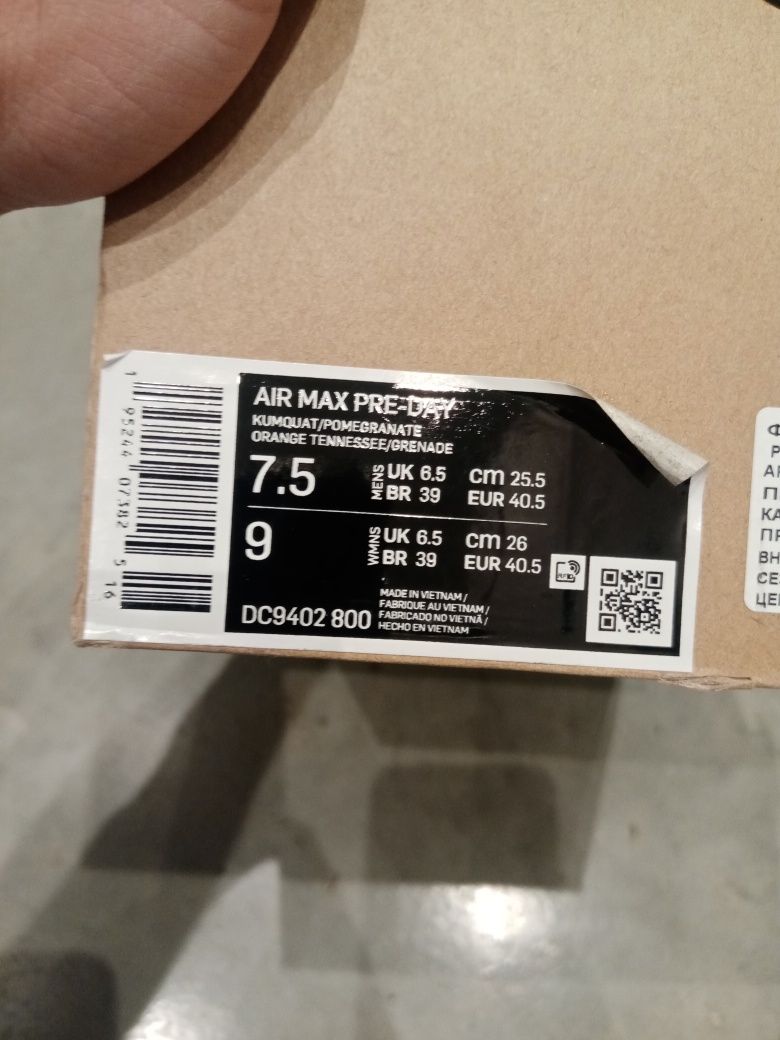 AIR MAX PRE-DAY
KUMQUAT/POMEGRANATE
ORANGE TENNESSEE/GRENADE
7.5 MENS UK 6.5 cm 25.5
BR 39 EUR 40.5
9 WMNS UK 6.5 cm 26
BR 39 EUR 40.5
DC9402 800
MADE IN VIETNAM /
FABRIQUE AU VIETNAM /
FABRICADO NO VIETNÃ /
HECHO EN VIETNAM
1 95244 07382 5 16